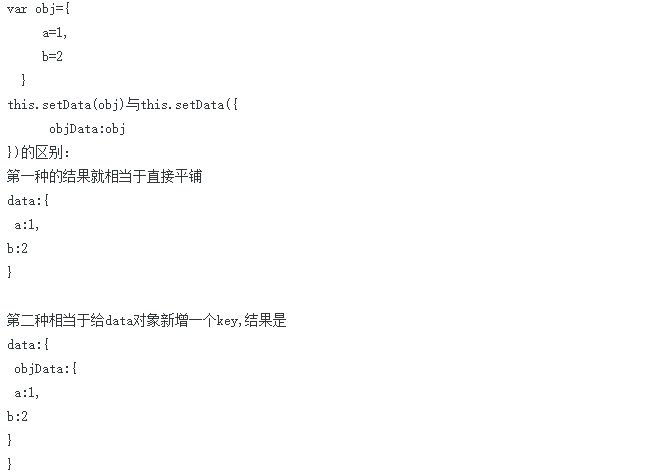 var obj={
a=1,
b=2
}
this.setData(obj)与this.setData({
objData:obj
})的区别:
第一种的结果就相当于直接平铺
data:{
a:1,
b:2
}
第二种相当于给data对象新增一个key,结果是
data:{
objData:{
a:1,
b:2
}
}